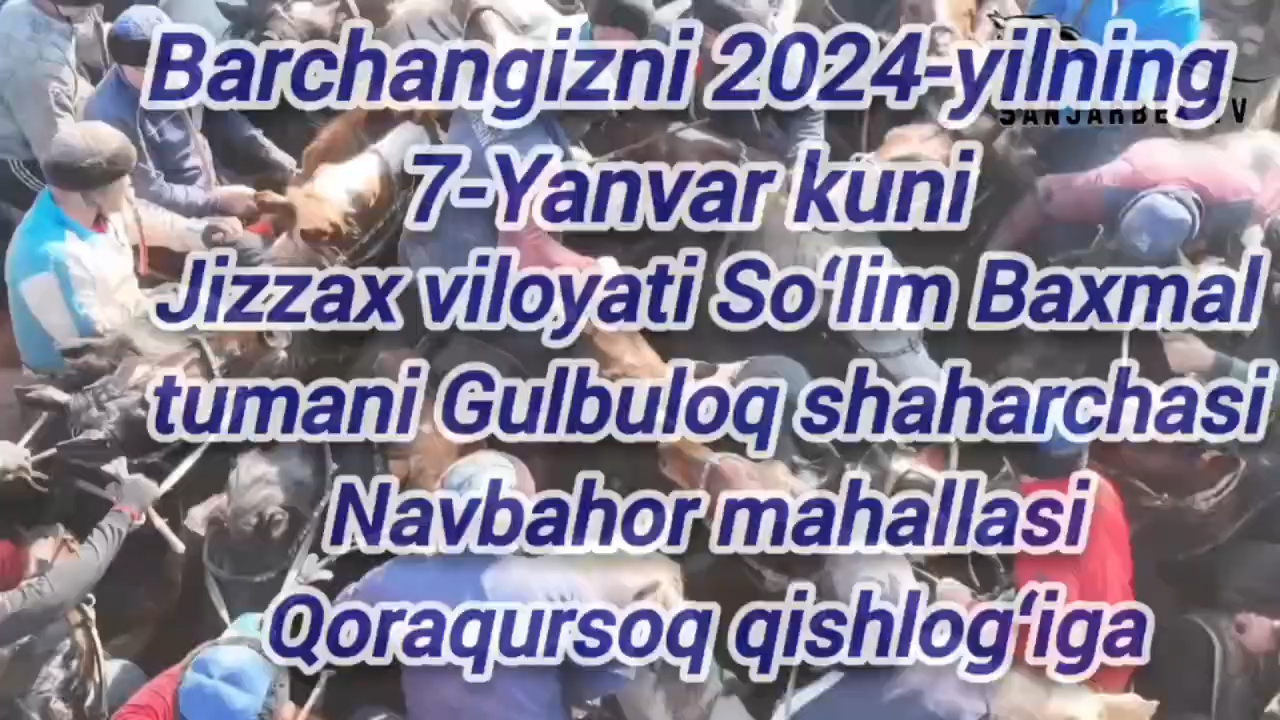 Barchangizni 2024-yilning
7-Yanvar kuni
Jizzax viloyati So‘lim Baxmal
tumani Gulbuloq shaharchasi
Navbahor mahallasi
Qoraqursoq qishlog‘iga